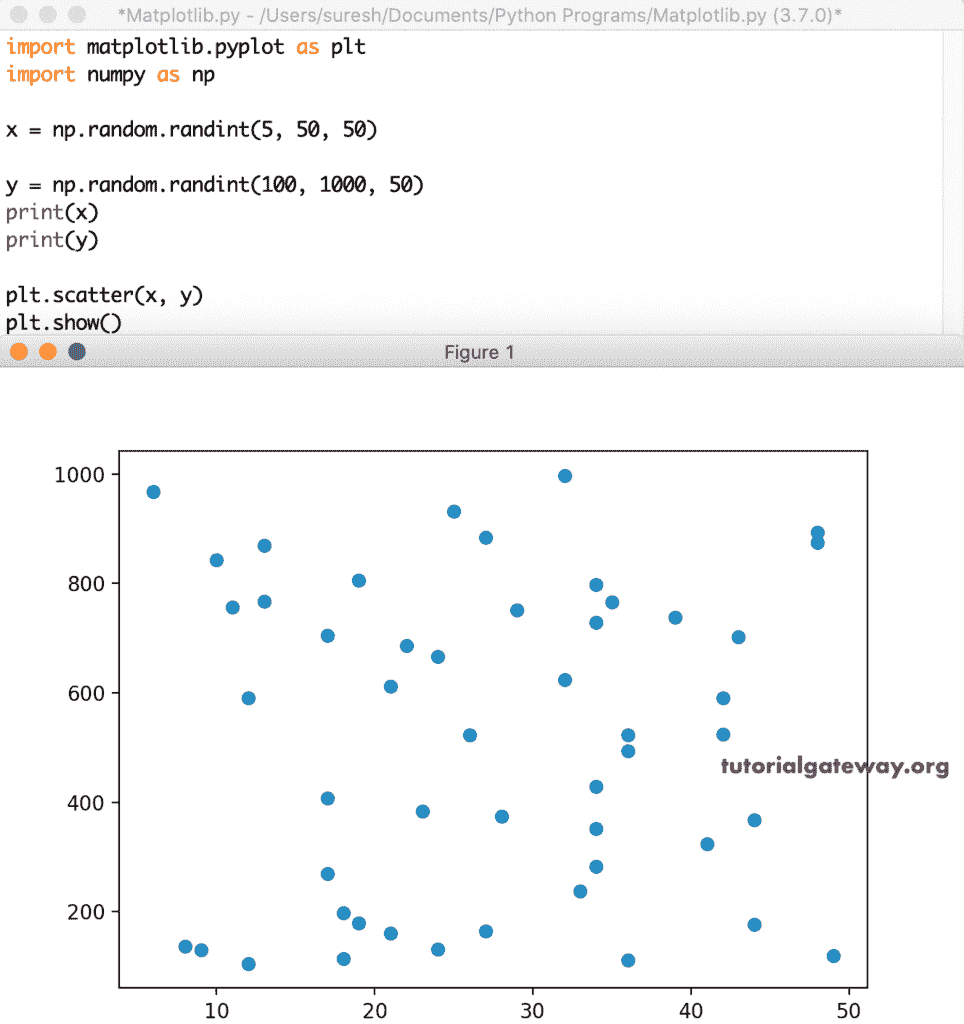 *Matplotlib.py - /Users/suresh/Documents/Python Programs/Matplotlib.py (3.7.0)*
import matplotlib.pyplot as plt
import numpy as np
x = np.random.randint(5, 50, 50)
y = np.random.randint(100, 1000, 50)
print(x)
print(y)
plt.scatter(x, y)
plt.show()
Figure 1
1000
800
600
tutorialgateway.org
400
200
10 20 30 40 50